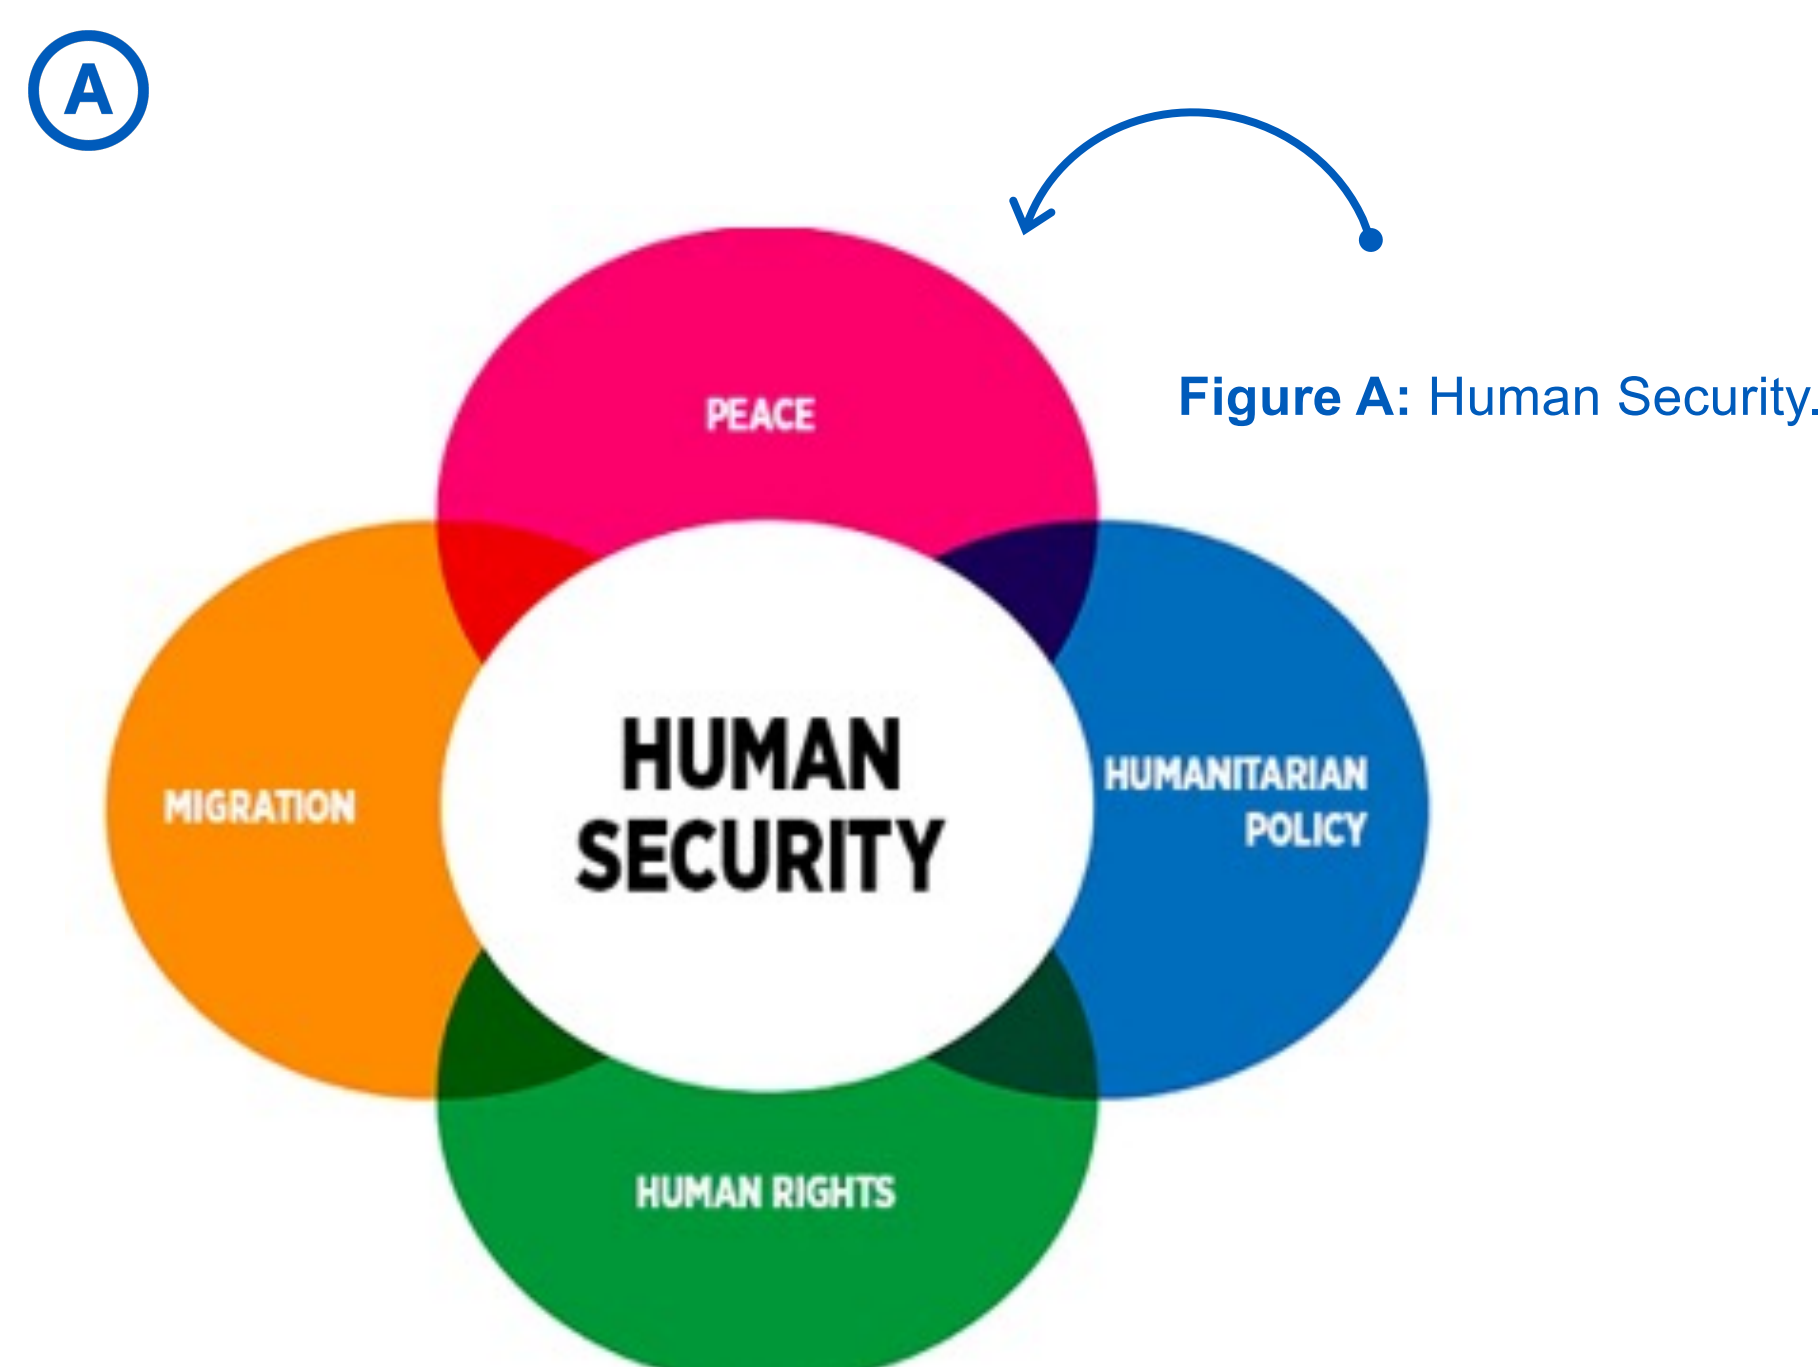 A
PEACE
Figure A: Human Security.
HUMAN
SECURITY
MIGRATION
HUMANITARIAN
POLICY
HUMAN RIGHTS